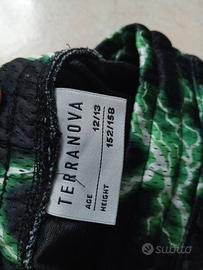 TERRANOVA
AGE 12/13
HEIGHT 152/158
subito